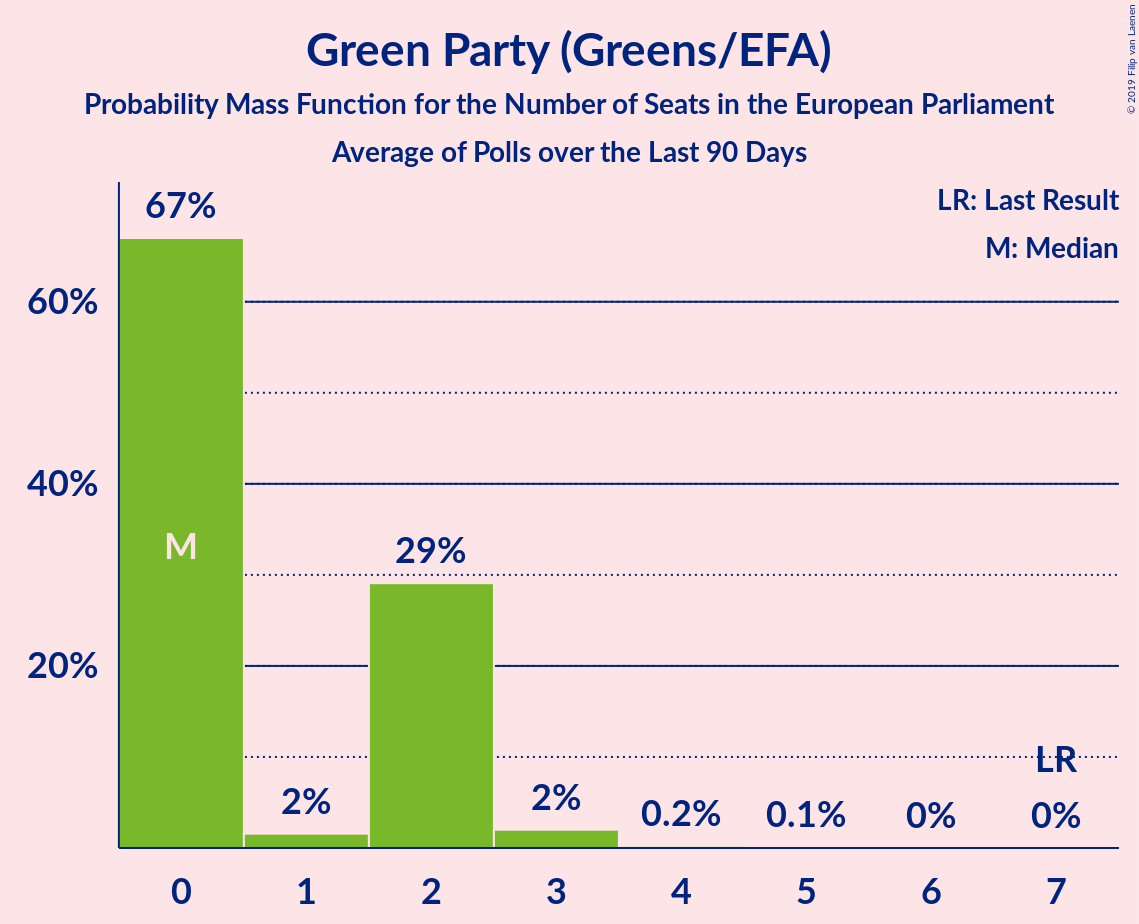 Green Party (Greens/EFA)
Probability Mass Function for the Number of Seats in the European Parliament
Average of Polls over the Last 90 Days
© 2019 Filip van Laenen
LR: Last Result
M: Median
67%
60%
40%
20%
M
2%
29%
2%
0.2%
0.1%
0%
LR
0%
0 1 2 3 4 5 6 7